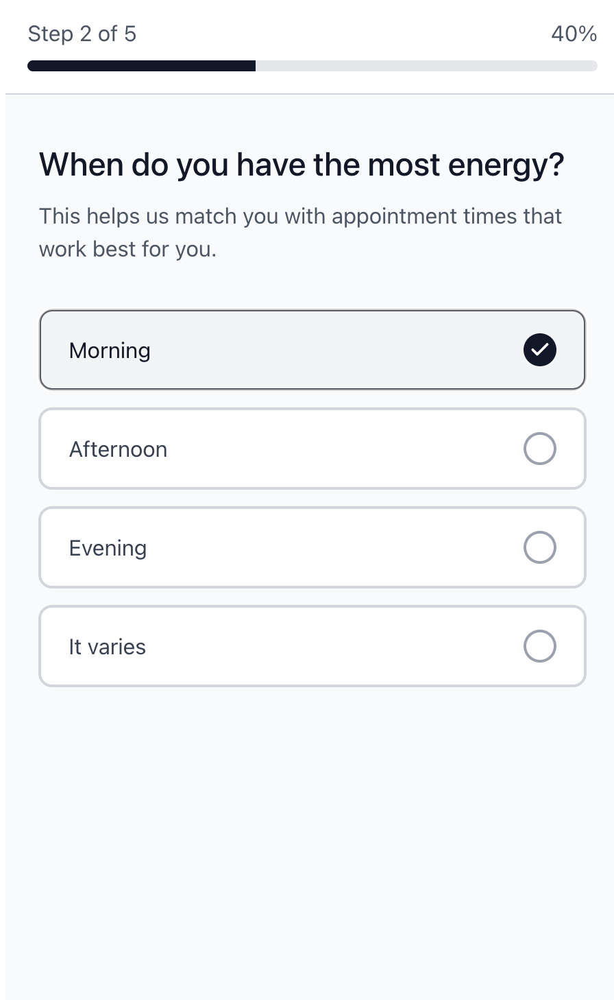 Step 2 of 5
40%
When do you have the most energy?
This helps us match you with appointment times that
work best for you.
Morning
Afternoon
Evening
It varies